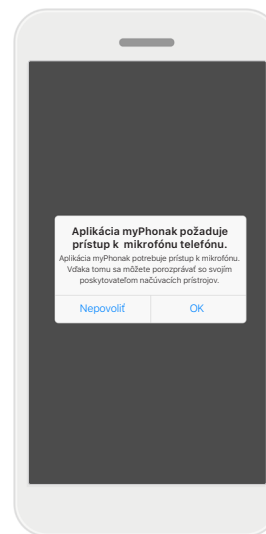 Aplikácia myPhonak požaduje
prístup k mikrofónu telefónu.
Aplikácia myPhonak potrebuje prístup k mikrofónu.
Vďaka tomu sa môžete porozprávať so svojím
poskytovateľom načúvacích prístrojov.
Nepovoliť OK